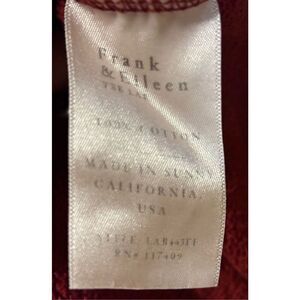 Frank
& Eileen
TEE LAB
100% COTTON
MADE IN SUNNY
CALIFORNIA,
USA
RN# 117409